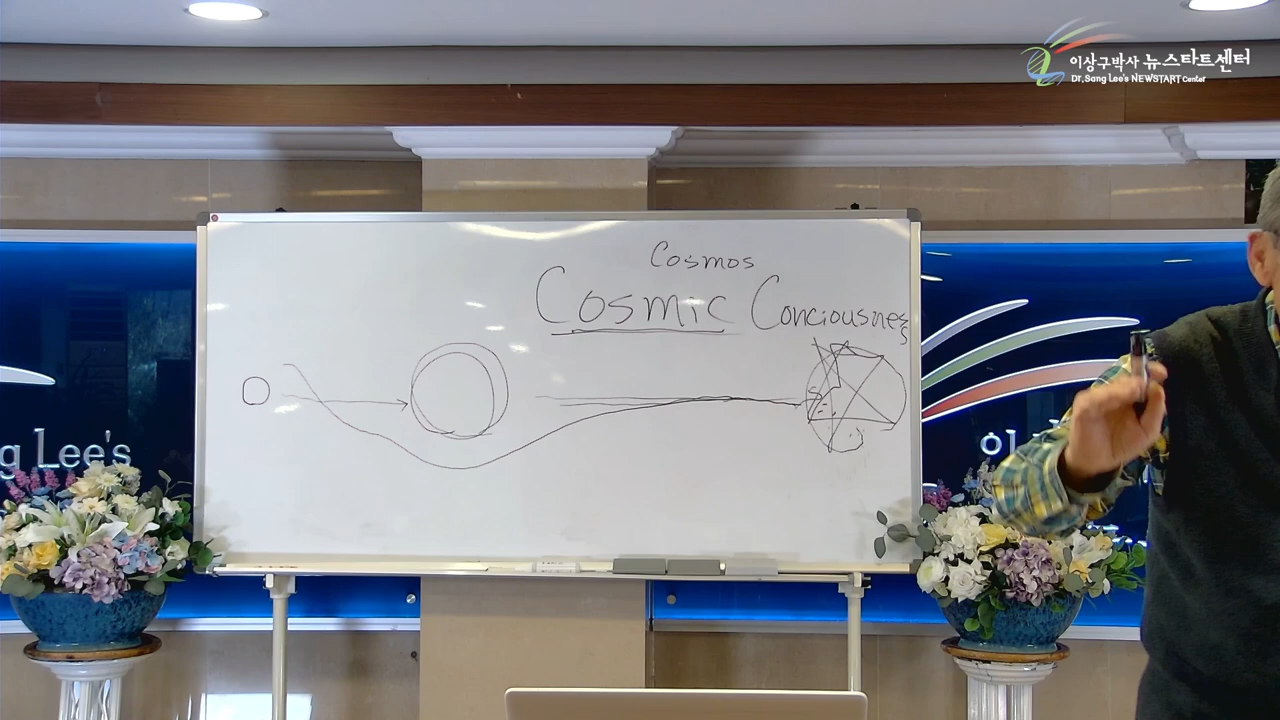 이상구박사 뉴스타트센터
Dr. Sang Lee's NEWSTART Center
Cosmos
Cosmic Conciousness
g Lee's
이